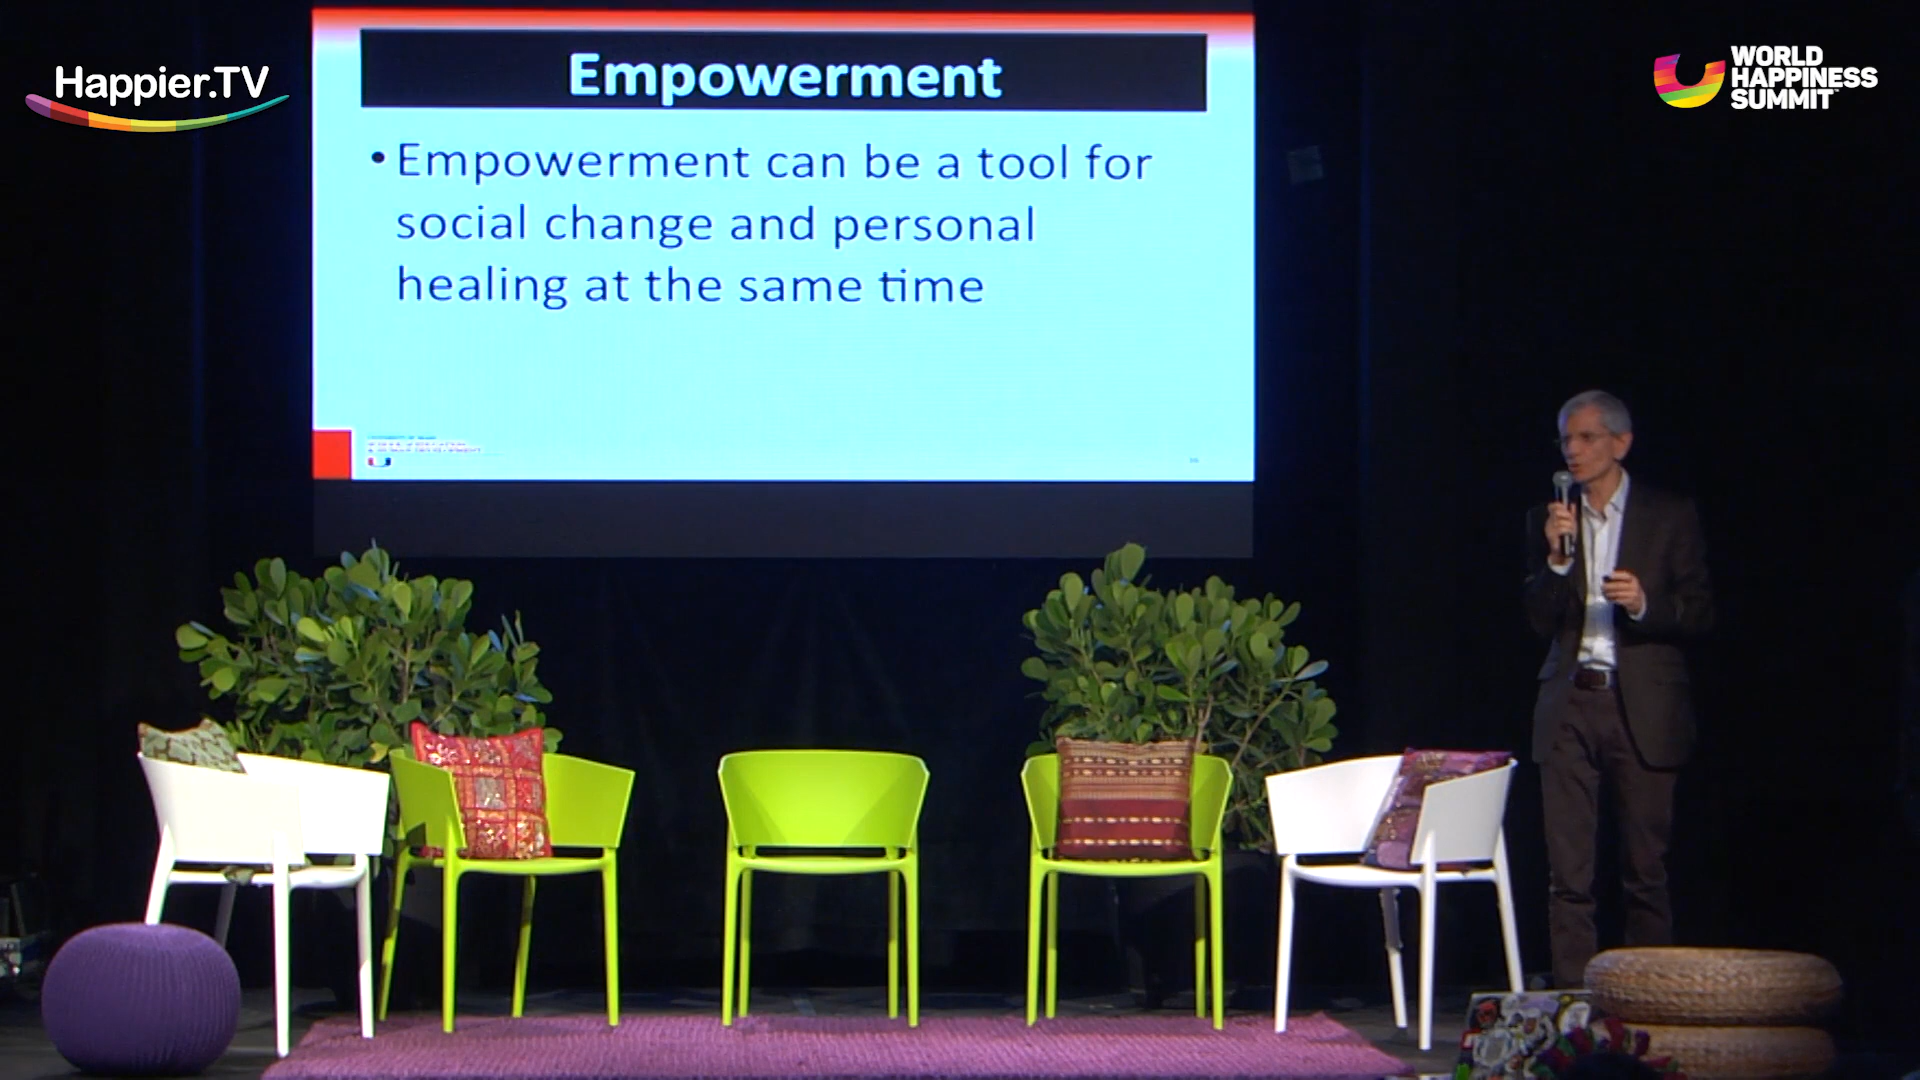 Happier.TV
WORLD
HAPPINESS
SUMMIT
Empowerment
• Empowerment can be a tool for
social change and personal
healing at the same time